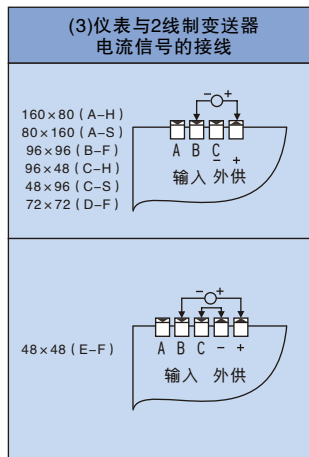 (3)仪表与2线制变送器
电流信号的接线
160×80(A-H)
80×160(A-S)
96×96(B-F)
96×48(C-H)
48×96(C-S)
72×72(D-F)
- +
A B C
- +
输入 外供
48×48(E-F)
- +
A B C - +
输入 外供